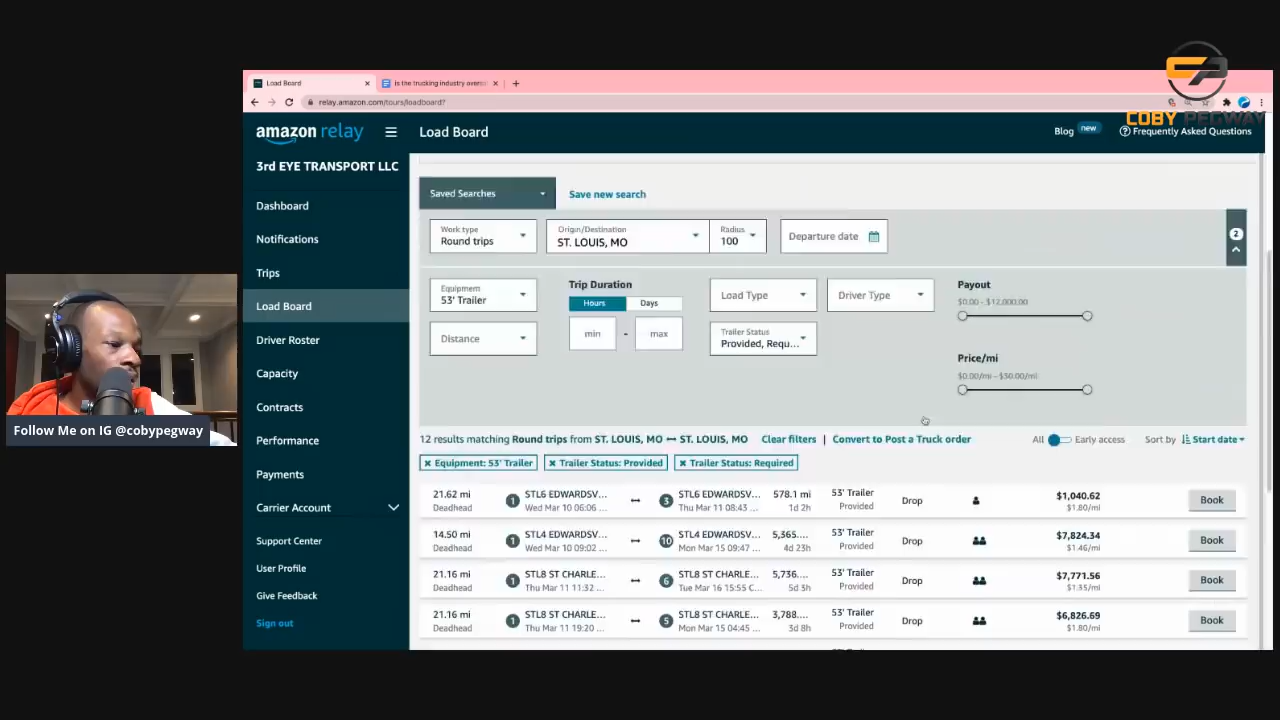 Load Board
is the trucking industry overs
relay.amazon.com/tours/loadboard?
COBY PEGWAY
amazon relay
Load Board
Blog new
Frequently Asked Questions
3rd EYE TRANSPORT LLC
Dashboard
Notifications
Trips
Load Board
Driver Roster
Capacity
Contracts
Performance
Payments
Carrier Account
Support Center
User Profile
Give Feedback
Sign out
Saved Searches
Save new search
Work type
Round trips
Origin/Destination
ST. LOUIS, MO
Radius
100
Departure date
2
Equipment
53' Trailer
Trip Duration
Hours Days
min - max
Load Type
Driver Type
Payout
$0.00 - $12,000.00
Distance
Trailer Status
Provided, Requ...
Price/mi
$0.00/mi - $30.00/mi
12 results matching Round trips from ST. LOUIS, MO ↔ ST. LOUIS, MO
Clear filters | Convert to Post a Truck order
All Early access
Sort by Start date
× Equipment: 53' Trailer × Trailer Status: Provided × Trailer Status: Required
21.62 mi 1 STL6 EDWARDSV... ↔ 3 STL6 EDWARDSV... 578.1 mi 53' Trailer Drop $1,040.62 Book
Deadhead Wed Mar 10 06:06 ... Thu Mar 11 08:43 ... 1d 2h Provided $1.80/mi
14.50 mi 1 STL4 EDWARDSV... ↔ 10 STL4 EDWARDSV... 5,365.... 53' Trailer Drop $7,824.34 Book
Deadhead Wed Mar 10 09:02 ... Mon Mar 15 09:47 ... 4d 23h Provided $1.46/mi
21.16 mi 1 STL8 ST CHARLE... ↔ 6 STL8 ST CHARLE... 5,736.... 53' Trailer Drop $7,771.56 Book
Deadhead Thu Mar 11 11:32 ... Tue Mar 16 15:55 C... 5d 3h Provided $1.35/mi
21.16 mi 1 STL8 ST CHARLE... ↔ 5 STL8 ST CHARLE... 3,788.... 53' Trailer Drop $6,826.69 Book
Deadhead Thu Mar 11 19:20 ... Mon Mar 15 04:45 ... 3d 8h Provided $1.80/mi
Follow Me on IG @cobypegway